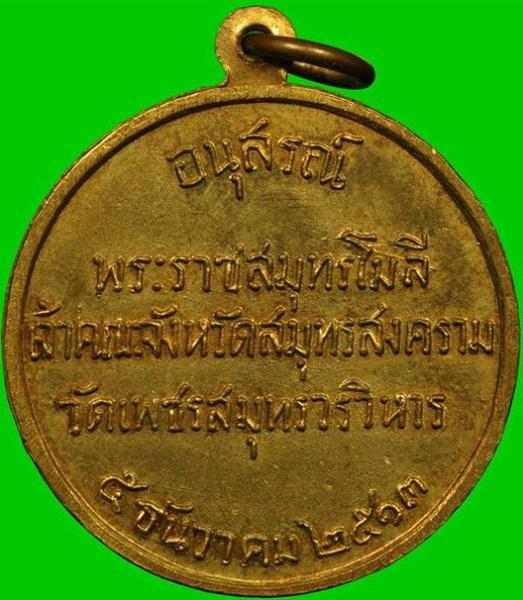 อนุสรณ์
พระราชสมุทรโมลี
เจ้าคณะจังหวัดสมุทรสงคราม
วัดเพชรสมุทรวรวิหาร
๕ ธันวาคม ๒๕๑๓